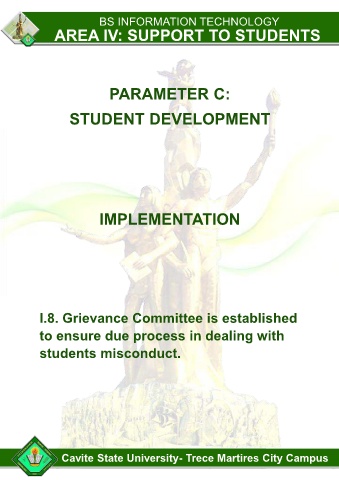 BS INFORMATION TECHNOLOGY
AREA IV: SUPPORT TO STUDENTS
PARAMETER C:
STUDENT DEVELOPMENT
IMPLEMENTATION
I.8. Grievance Committee is established
to ensure due process in dealing with
students misconduct.
Cavite State University- Trece Martires City Campus